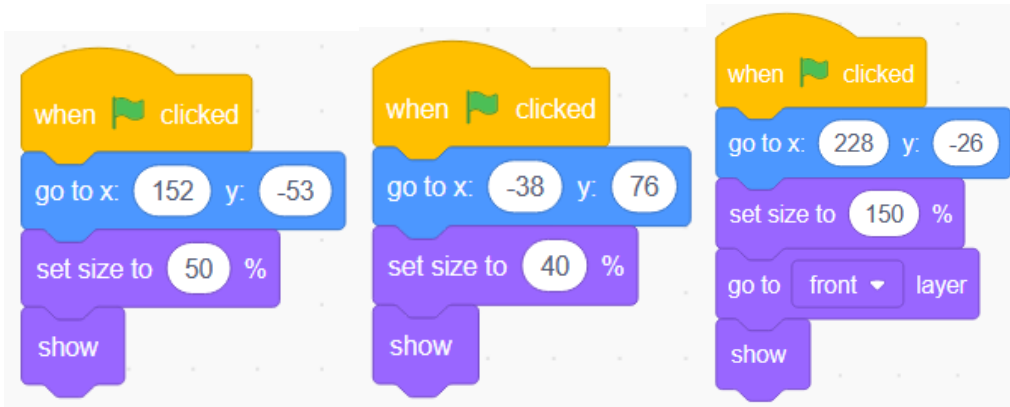 when clicked
go to x: 152 y: -53
set size to 50 %
show
when clicked
go to x: -38 y: 76
set size to 40 %
show
when clicked
go to x: 228 y: -26
set size to 150 %
go to front layer
show